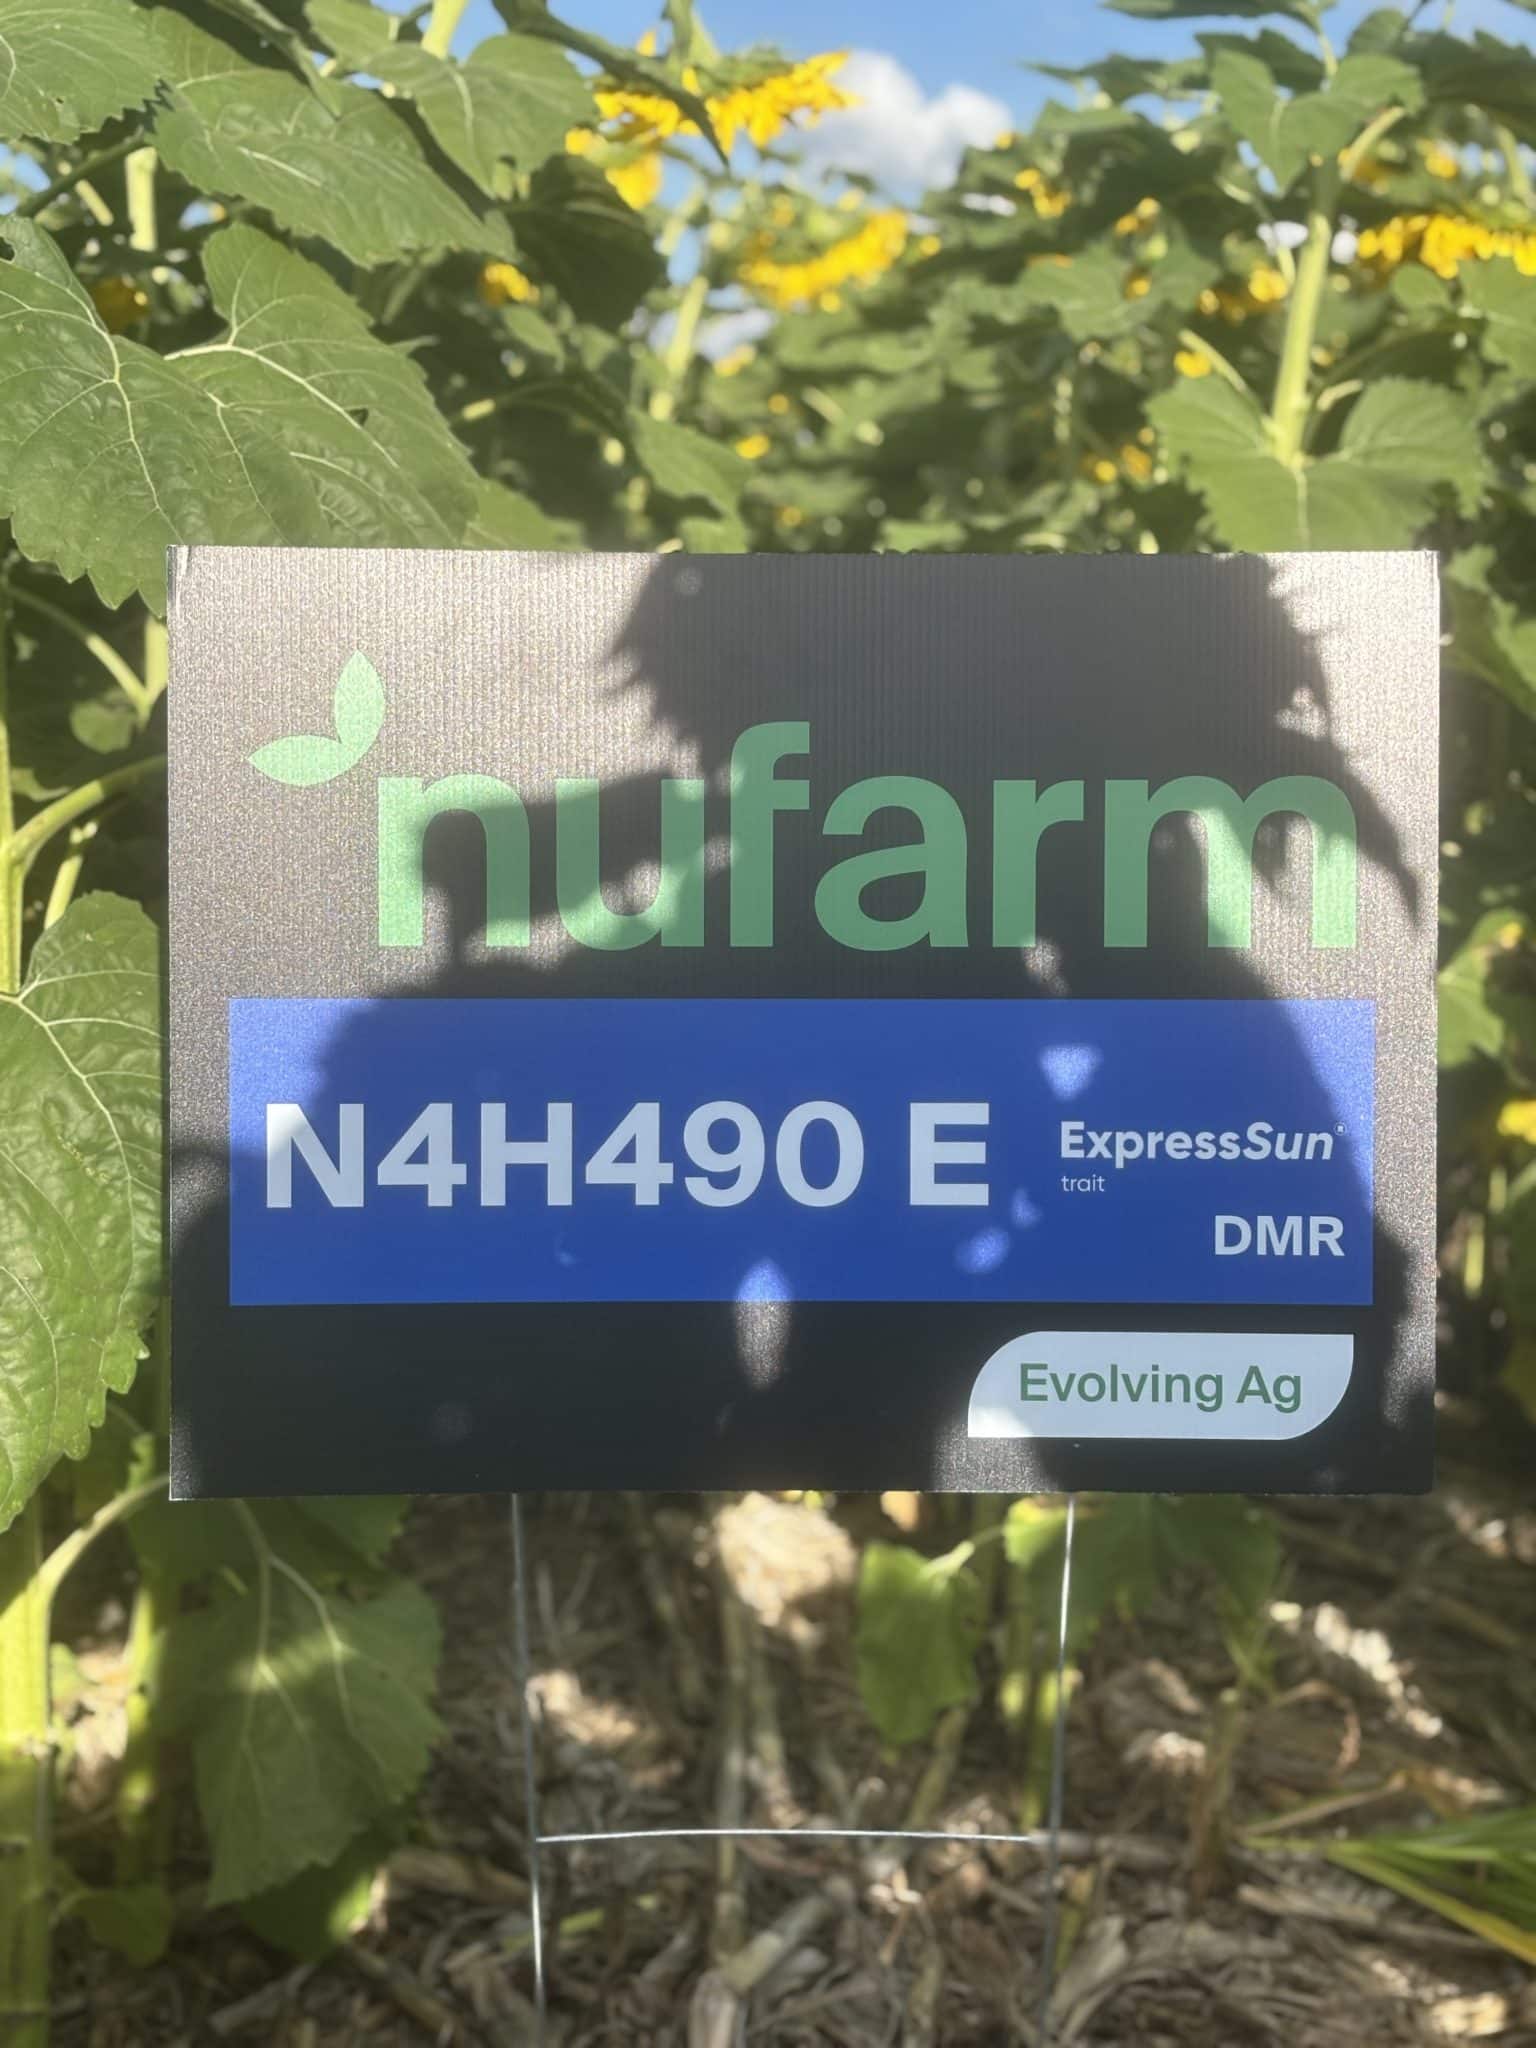 nufarm
N4H490 E
ExpressSun®
trait
DMR
Evolving Ag